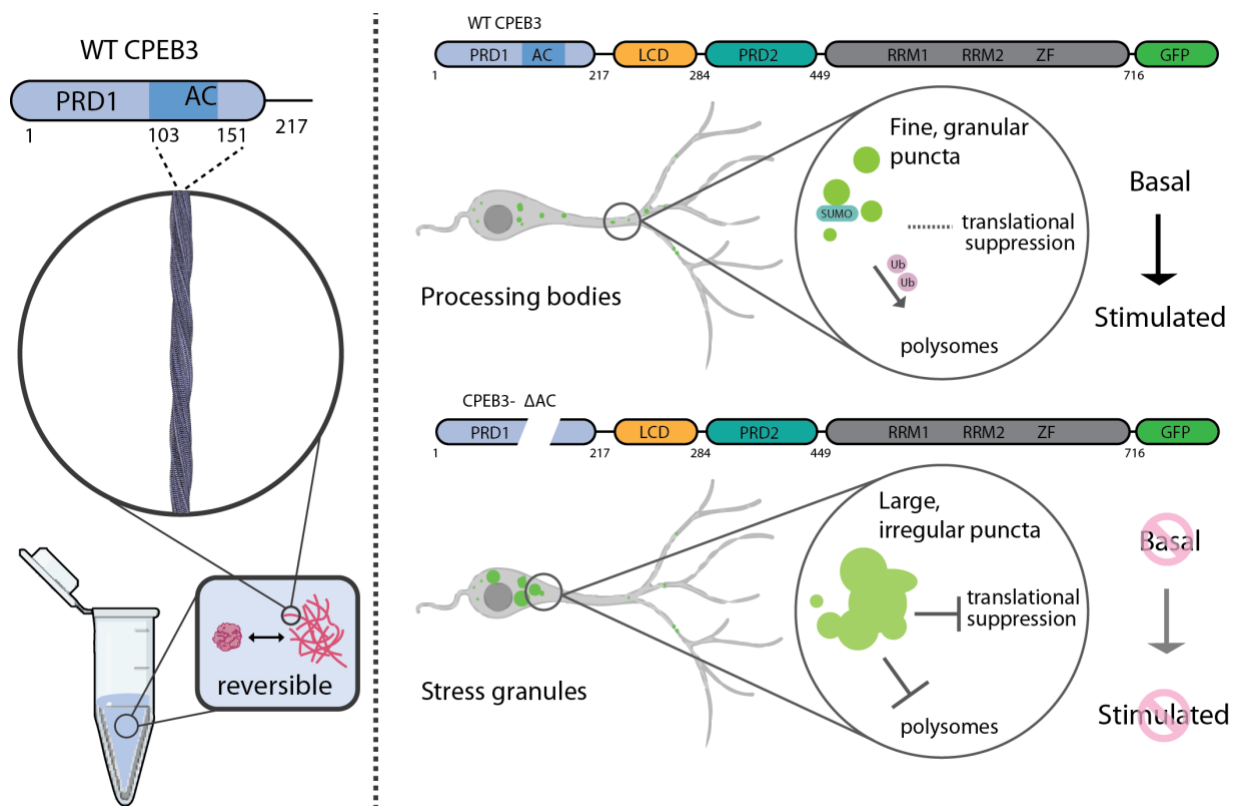 WT CPEB3
PRD1 AC
1 103 151 217
reversible
WT CPEB3
PRD1 AC LCD PRD2 RRM1 RRM2 ZF GFP
1 217 284 449 716
Fine, granular
puncta
SUMO
translational
suppression
Ub
Ub
polysomes
Processing bodies
Basal
Stimulated
CPEB3- ΔAC
PRD1 LCD PRD2 RRM1 RRM2 ZF GFP
1 217 284 449 716
Large,
irregular puncta
translational
suppression
polysomes
Stress granules
Basal
Stimulated